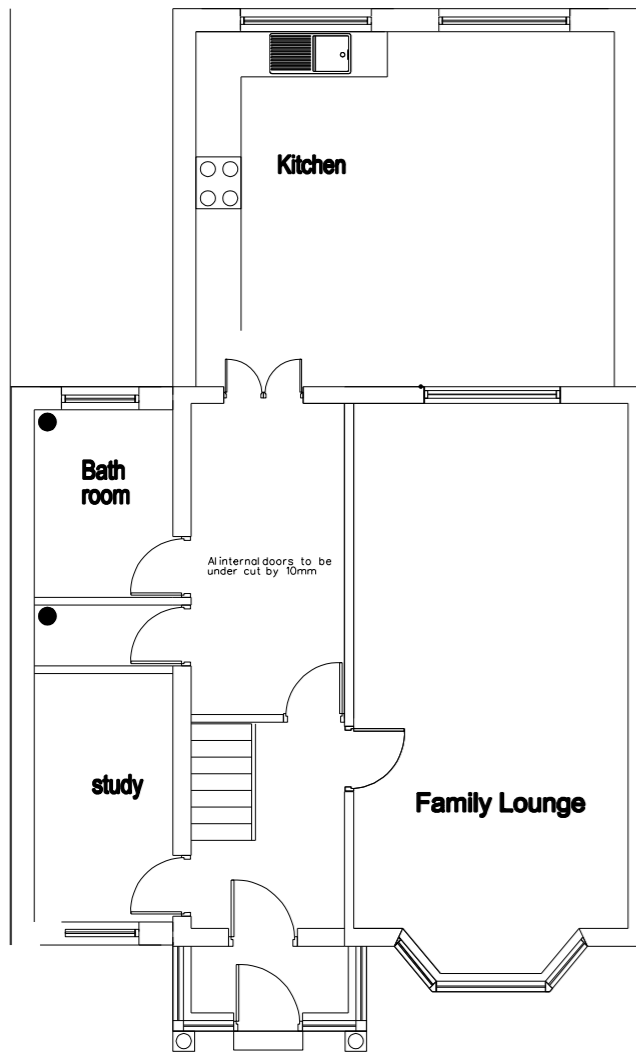 Kitchen
Bath
room
Al internal doors to be
under cut by 10mm
study
Family Lounge